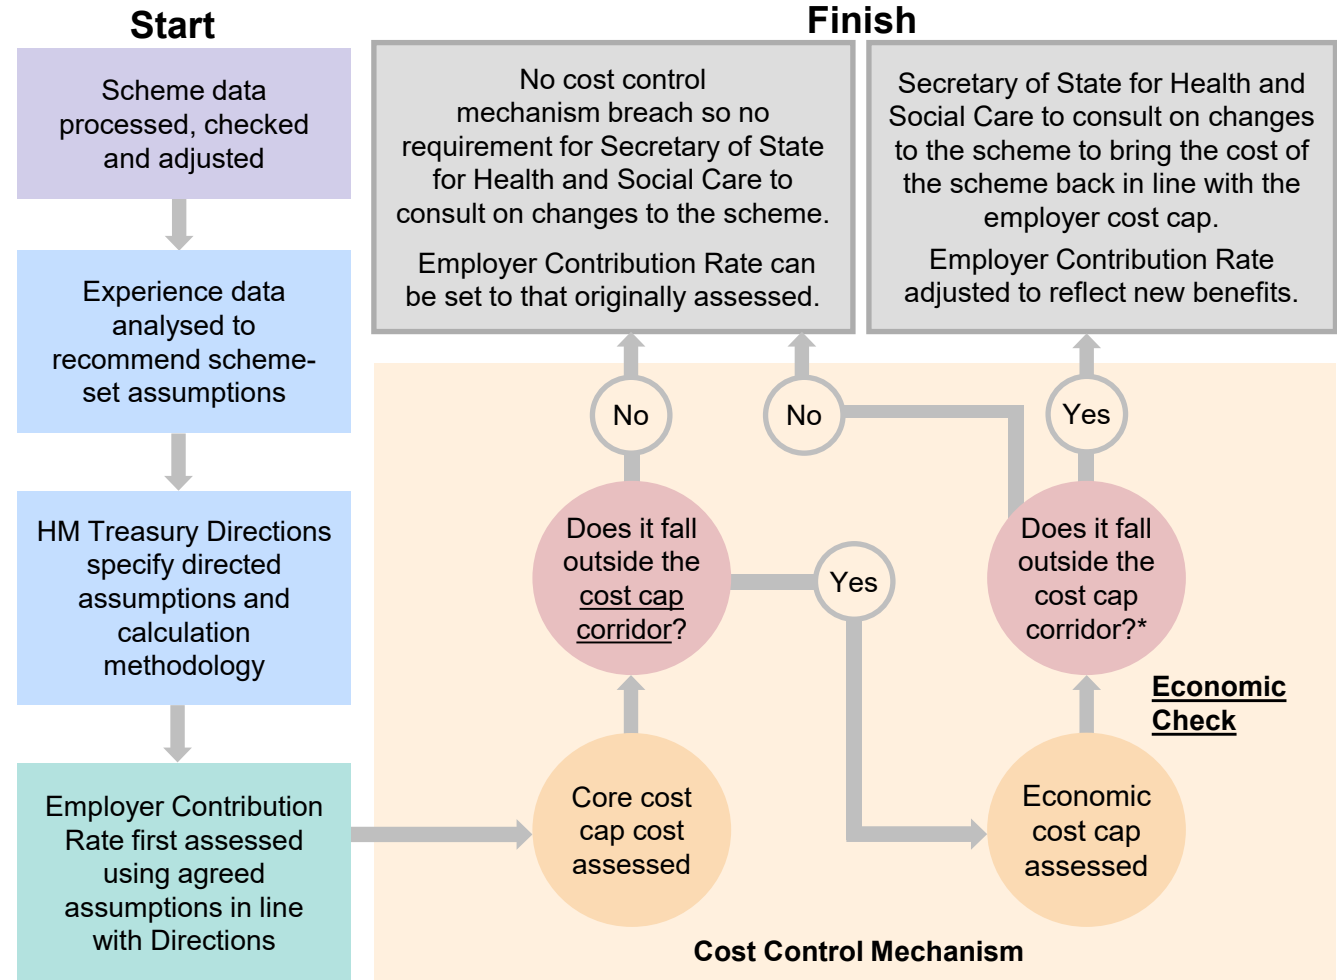 Start
Scheme data
processed, checked
and adjusted
Experience data
analysed to
recommend scheme-
set assumptions
HM Treasury Directions
specify directed
assumptions and
calculation
methodology
Employer Contribution
Rate first assessed
using agreed
assumptions in line
with Directions
Finish
No cost control
mechanism breach so no
requirement for Secretary of State
for Health and Social Care to
consult on changes to the scheme.
Employer Contribution Rate can
be set to that originally assessed.
Secretary of State for Health and
Social Care to consult on changes
to the scheme to bring the cost of
the scheme back in line with the
employer cost cap.
Employer Contribution Rate
adjusted to reflect new benefits.
No
No
Yes
Does it fall
outside the
cost cap
corridor?
Yes
Does it fall
outside the
cost cap
corridor?*
Economic
Check
Core cost
cap cost
assessed
Economic
cost cap
assessed
Cost Control Mechanism